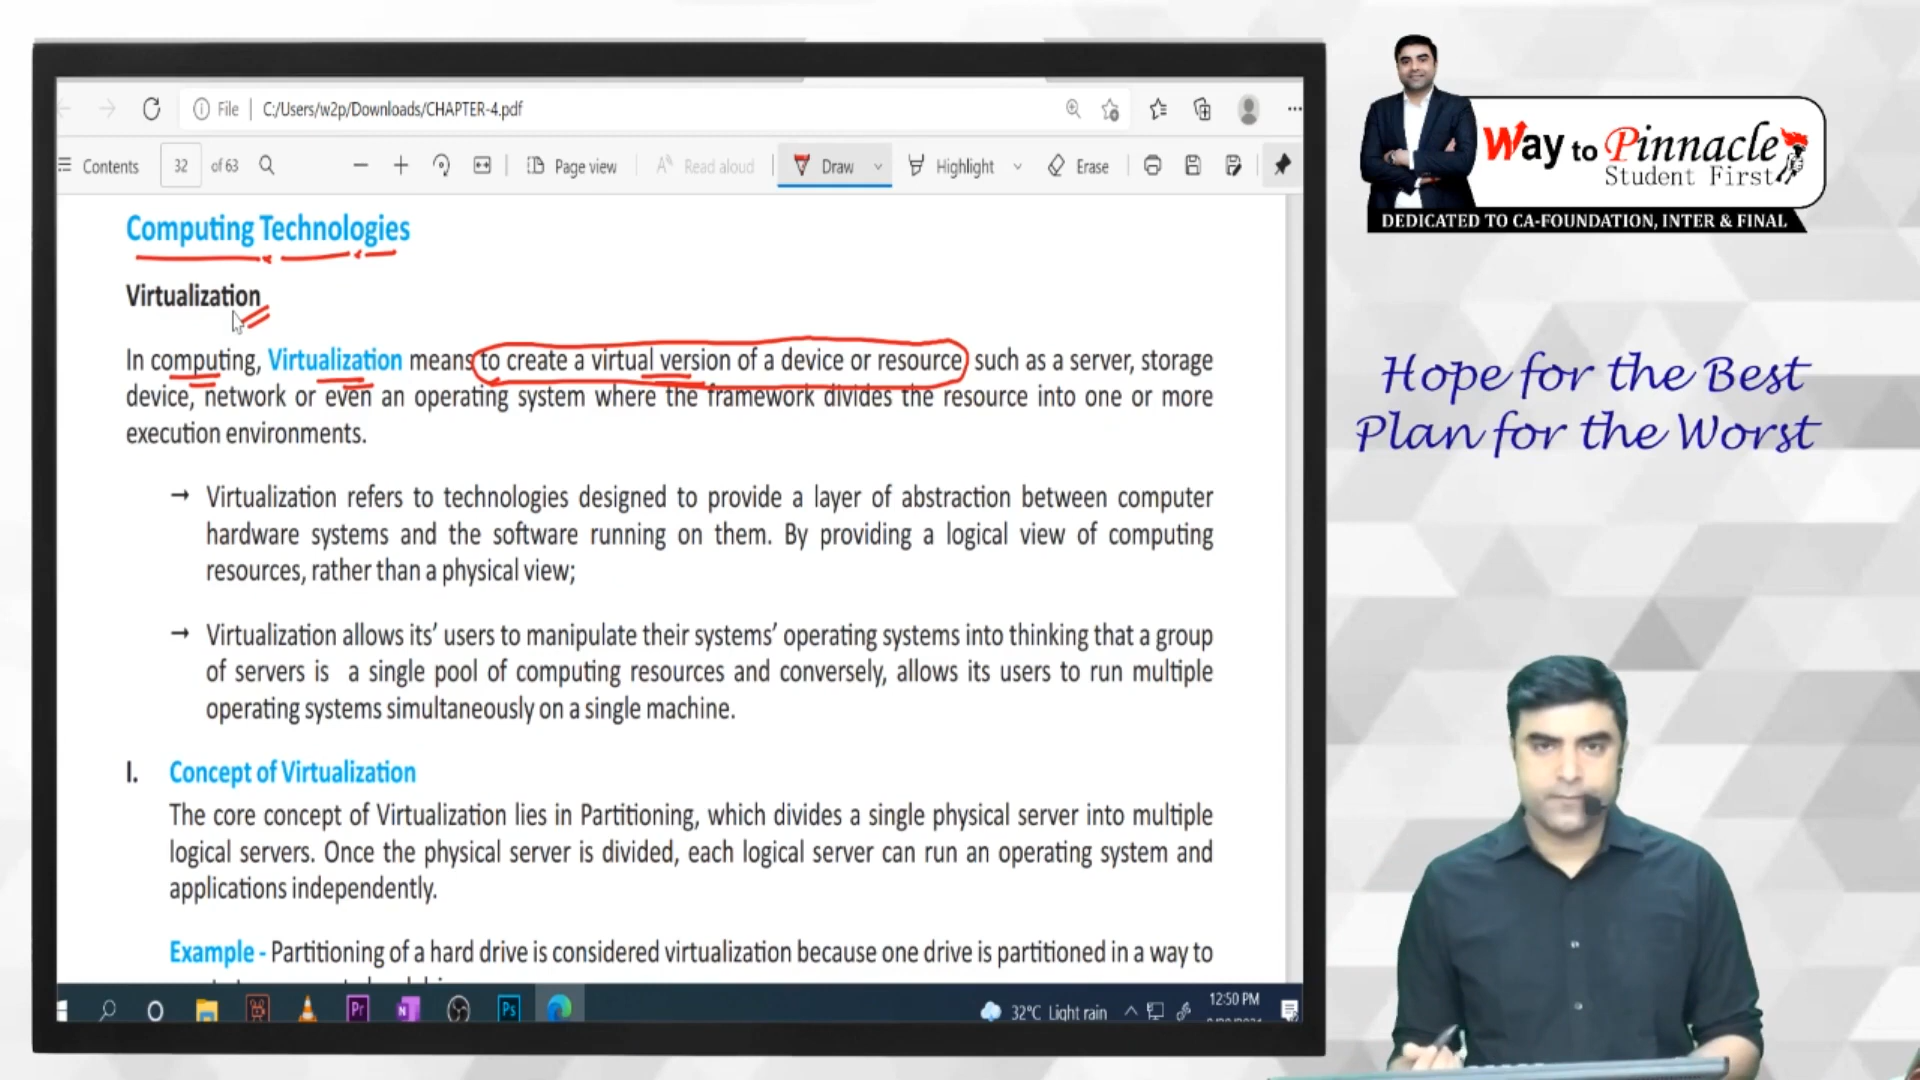 File | C:/Users/w2p/Downloads/CHAPTER-4.pdf
Contents 32 of 63 Page view Read aloud Draw Highlight Erase
Computing Technologies
Virtualization
In computing, Virtualization means to create a virtual version of a device or resource, such as a server, storage
device, network or even an operating system where the framework divides the resource into one or more
execution environments.
→ Virtualization refers to technologies designed to provide a layer of abstraction between computer
hardware systems and the software running on them. By providing a logical view of computing
resources, rather than a physical view;
→ Virtualization allows its’ users to manipulate their systems’ operating systems into thinking that a group
of servers is a single pool of computing resources and conversely, allows its users to run multiple
operating systems simultaneously on a single machine.
I. Concept of Virtualization
The core concept of Virtualization lies in Partitioning, which divides a single physical server into multiple
logical servers. Once the physical server is divided, each logical server can run an operating system and
applications independently.
Example - Partitioning of a hard drive is considered virtualization because one drive is partitioned in a way to
Pr N Ps 32°C Light rain 12:50 PM
Way to Pinnacle
Student First
DEDICATED TO CA-FOUNDATION, INTER & FINAL
Hope for the Best
Plan for the Worst